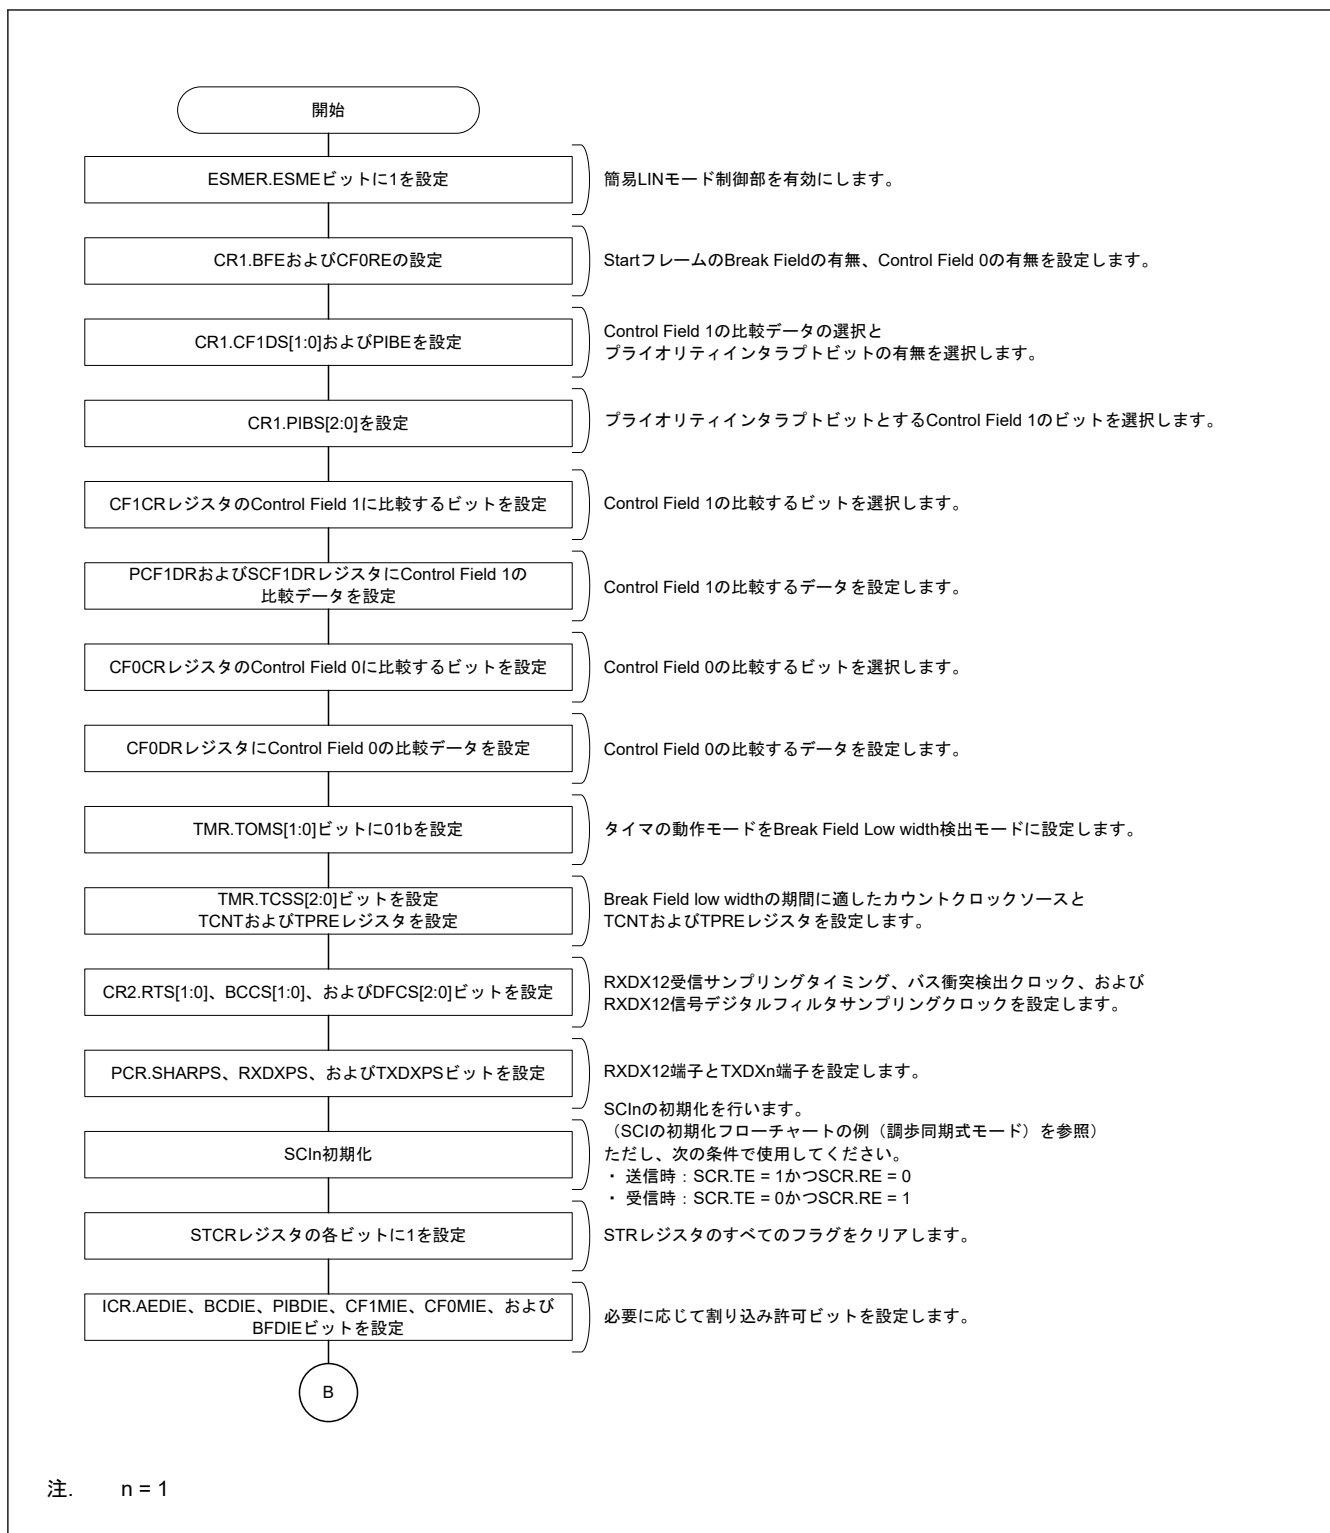 開始
ESMER.ESMEビットに1を設定
簡易LINモード制御部を有効にします。
CR1.BFEおよびCF0REの設定
StartフレームのBreak Fieldの有無、Control Field 0の有無を設定します。
CR1.CF1DS[1:0]およびPIBEを設定
Control Field 1の比較データの選択と
プライオリティインタラプトビットの有無を選択します。
CR1.PIBS[2:0]を設定
プライオリティインタラプトビットとするControl Field 1のビットを選択します。
CF1CRレジスタのControl Field 1に比較するビットを設定
Control Field 1の比較するビットを選択します。
PCF1DRおよびSCF1DRレジスタにControl Field 1の
比較データを設定
Control Field 1の比較するデータを設定します。
CF0CRレジスタのControl Field 0に比較するビットを設定
Control Field 0の比較するビットを選択します。
CF0DRレジスタにControl Field 0の比較データを設定
Control Field 0の比較するデータを設定します。
TMR.TOMS[1:0]ビットに01bを設定
タイマの動作モードをBreak Field Low width検出モードに設定します。
TMR.TCSS[2:0]ビットを設定
TCNTおよびTPREレジスタを設定
Break Field low widthの期間に適したカウントクロックソースと
TCNTおよびTPREレジスタを設定します。
CR2.RTS[1:0]、BCCS[1:0]、およびDFCS[2:0]ビットを設定
RXDX12受信サンプリングタイミング、バス衝突検出クロック、および
RXDX12信号デジタルフィルタサンプリングクロックを設定します。
PCR.SHARPS、RXDXPS、およびTXDXPSビットを設定
RXDX12端子とTXDXn端子を設定します。
SCIn初期化
SCInの初期化を行います。
（SCIの初期化フローチャートの例（調歩同期式モード）を参照）
ただし、次の条件で使用してください。
・ 送信時：SCR.TE = 1かつSCR.RE = 0
・ 受信時：SCR.TE = 0かつSCR.RE = 1
STCRレジスタの各ビットに1を設定
STRレジスタのすべてのフラグをクリアします。
ICR.AEDIE、BCDIE、PIBDIE、CF1MIE、CF0MIE、および
BFDIEビットを設定
必要に応じて割り込み許可ビットを設定します。
B
注. n = 1